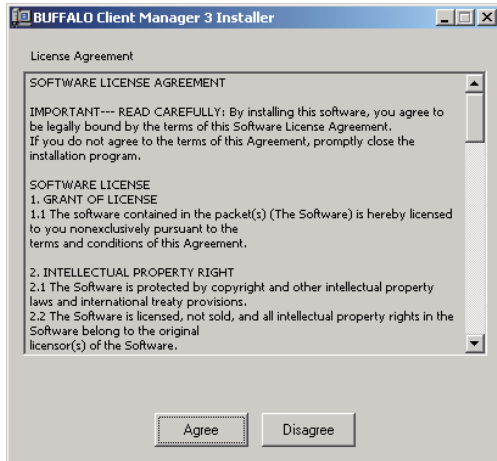 BUFFALO Client Manager 3 Installer
License Agreement
SOFTWARE LICENSE AGREEMENT
IMPORTANT--- READ CAREFULLY: By installing this software, you agree to
be legally bound by the terms of this Software License Agreement.
If you do not agree to the terms of this Agreement, promptly close the
installation program.
SOFTWARE LICENSE
1. GRANT OF LICENSE
1.1 The software contained in the packet(s) (The Software) is hereby licensed
to you nonexclusively pursuant to the
terms and conditions of this Agreement.
2. INTELLECTUAL PROPERTY RIGHT
2.1 The Software is protected by copyright and other intellectual property
laws and international treaty provisions.
2.2 The Software is licensed, not sold, and all intellectual property rights in the
Software belong to the original
licensor(s) of the Software.
Agree
Disagree